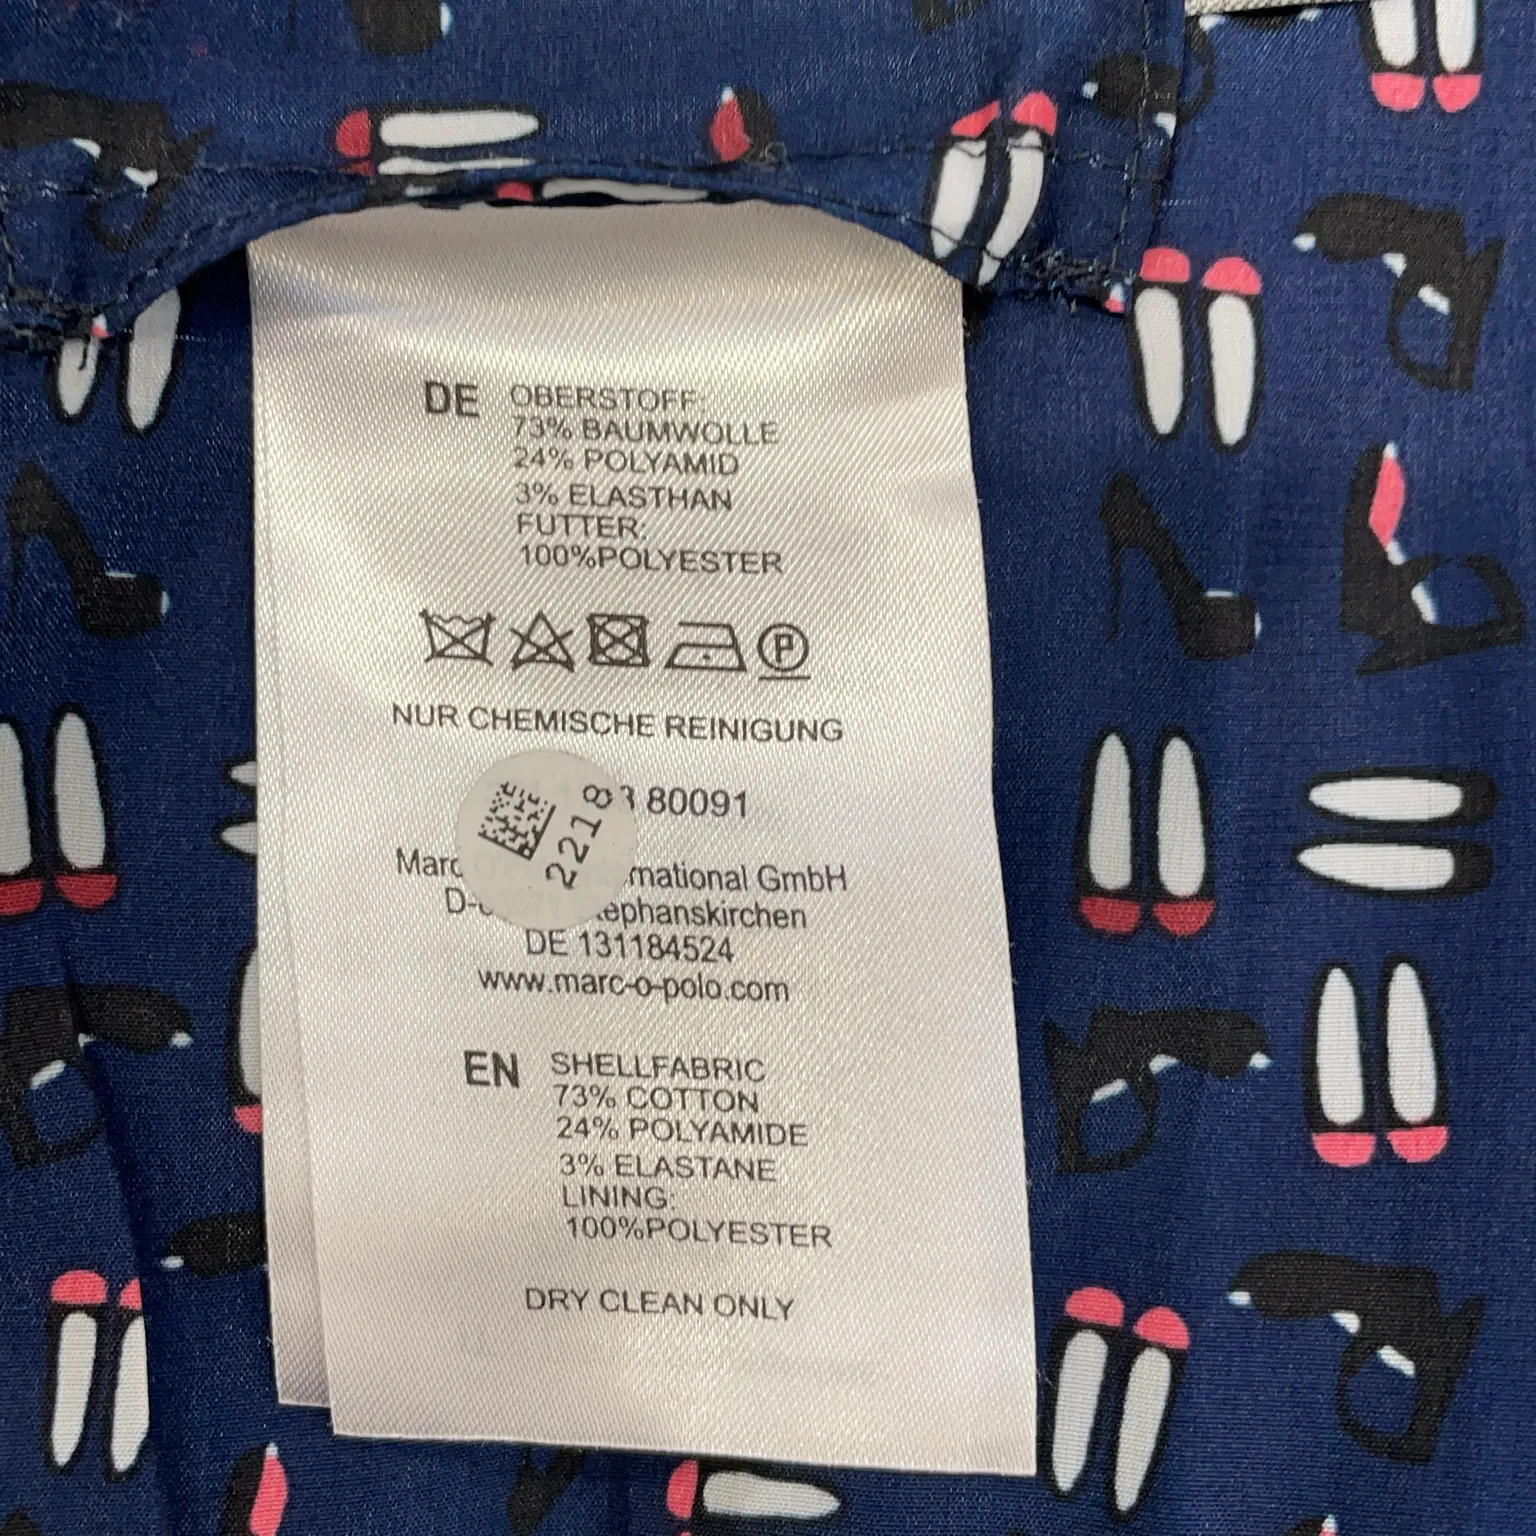 DE OBERSTOFF:
73% BAUMWOLLE
24% POLYAMID
3% ELASTHAN
FUTTER:
100%POLYESTER
P
NUR CHEMISCHE REINIGUNG
80091
2218
Marc GmbH
DE 131184524
www.marc-o-polo.com
EN SHELLFABRIC
73% COTTON
24% POLYAMIDE
3% ELASTANE
LINING:
100%POLYESTER
DRY CLEAN ONLY